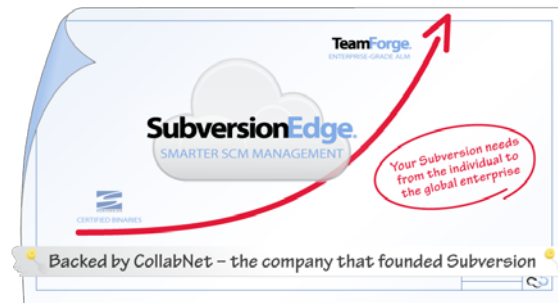 TeamForge.
ENTERPRISE-GRADE ALM
SubversionEdge.
SMARTER SCM MANAGEMENT
Your Subversion needs
from the individual to
the global enterprise
CERTIFIED BINARIES
Backed by CollabNet – the company that founded Subversion